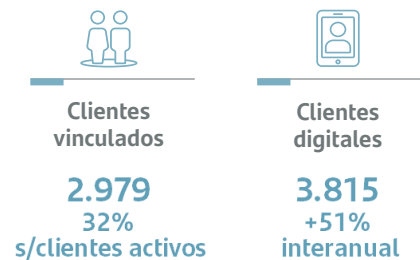 Clientes
vinculados
2.979
32%
s/clientes activos
Clientes
digitales
3.815
+51%
interanual